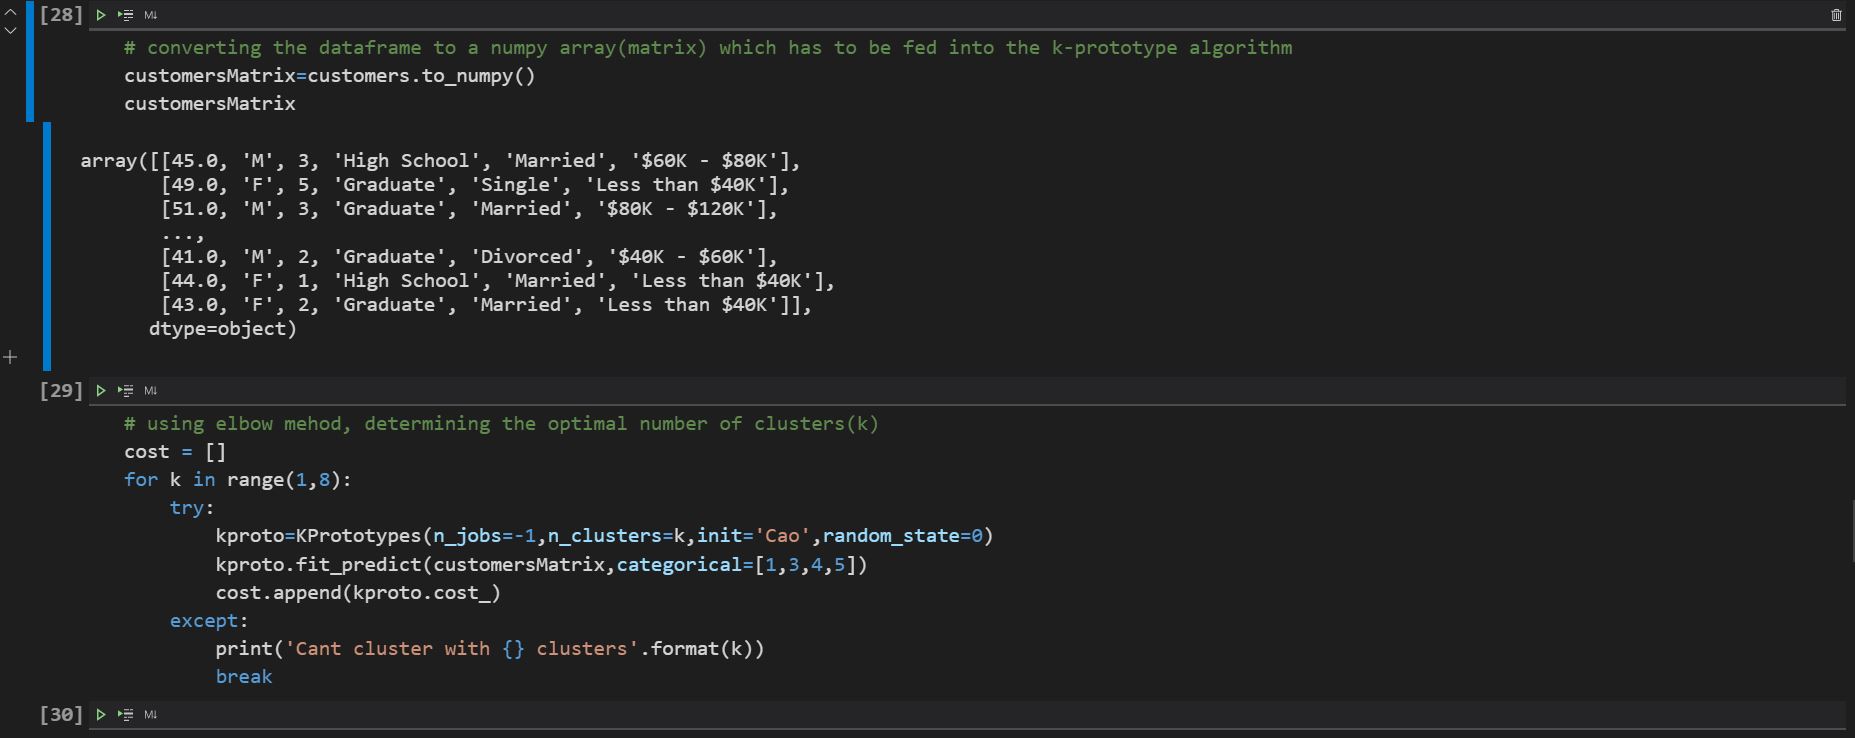 [28] M↓
# converting the dataframe to a numpy array(matrix) which has to be fed into the k-prototype algorithm
customersMatrix=customers.to_numpy()
customersMatrix
array([[45.0, 'M', 3, 'High School', 'Married', '$60K - $80K'],
[49.0, 'F', 5, 'Graduate', 'Single', 'Less than $40K'],
[51.0, 'M', 3, 'Graduate', 'Married', '$80K - $120K'],
...,
[41.0, 'M', 2, 'Graduate', 'Divorced', '$40K - $60K'],
[44.0, 'F', 1, 'High School', 'Married', 'Less than $40K'],
[43.0, 'F', 2, 'Graduate', 'Married', 'Less than $40K']],
dtype=object)
[29] M↓
# using elbow mehod, determining the optimal number of clusters(k)
cost = []
for k in range(1,8):
try:
kproto=KPrototypes(n_jobs=-1,n_clusters=k,init='Cao',random_state=0)
kproto.fit_predict(customersMatrix,categorical=[1,3,4,5])
cost.append(kproto.cost_)
except:
print('Cant cluster with {} clusters'.format(k))
break
[30] M↓